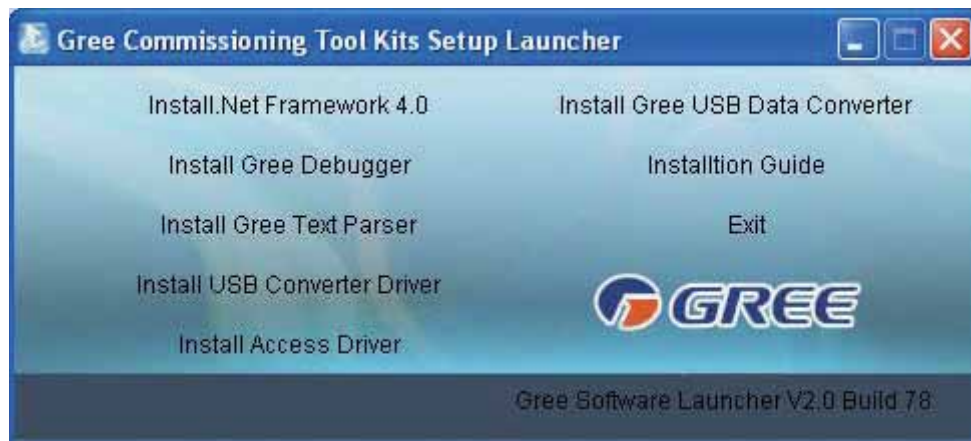 Gree Commissioning Tool Kits Setup Launcher
Install.Net Framework 4.0
Install Gree Debugger
Install Gree Text Parser
Install USB Converter Driver
Install Access Driver
Install Gree USB Data Converter
Installtion Guide
Exit
GREE
Gree Software Launcher V2.0 Build 78